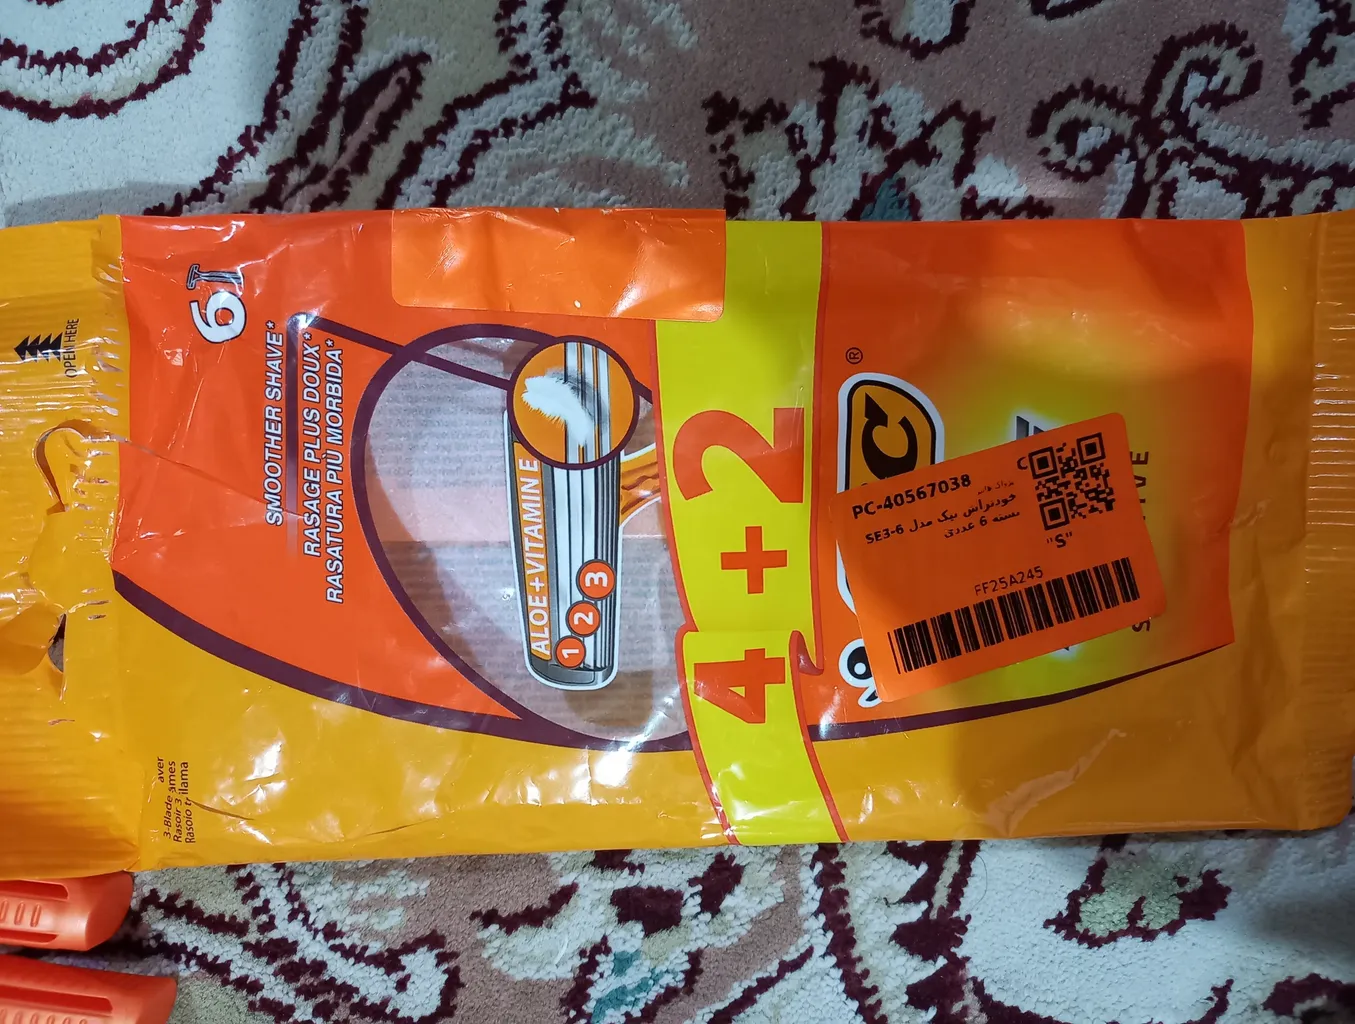 OPEN HERE
6
SMOOTHER SHAVE*
RASAGE PLUS DOUX*
RASATURA PIÙ MORBIDA*
ALOE+VITAMIN E
1 2 3
3-Blade
Rasoir 3
4+2
®
C
PC-40567038
خودتراش بیک مدل SE3-6
بسته 6 عددی
"S"
FF25A245